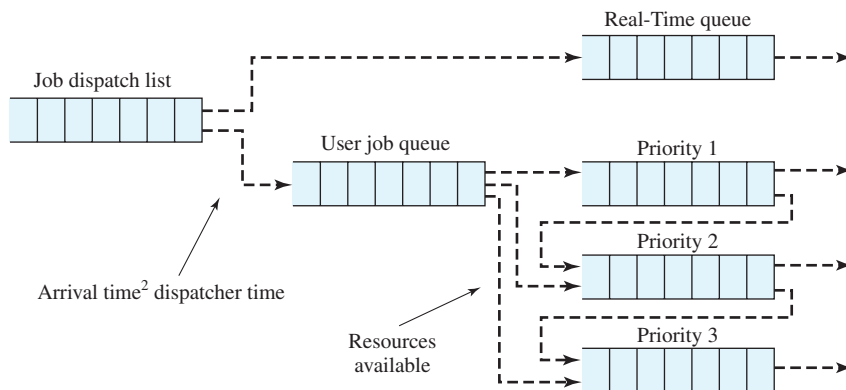 Real-Time queue
Job dispatch list
User job queue
Priority 1
Priority 2
Arrival time² dispatcher time
Resources
available
Priority 3